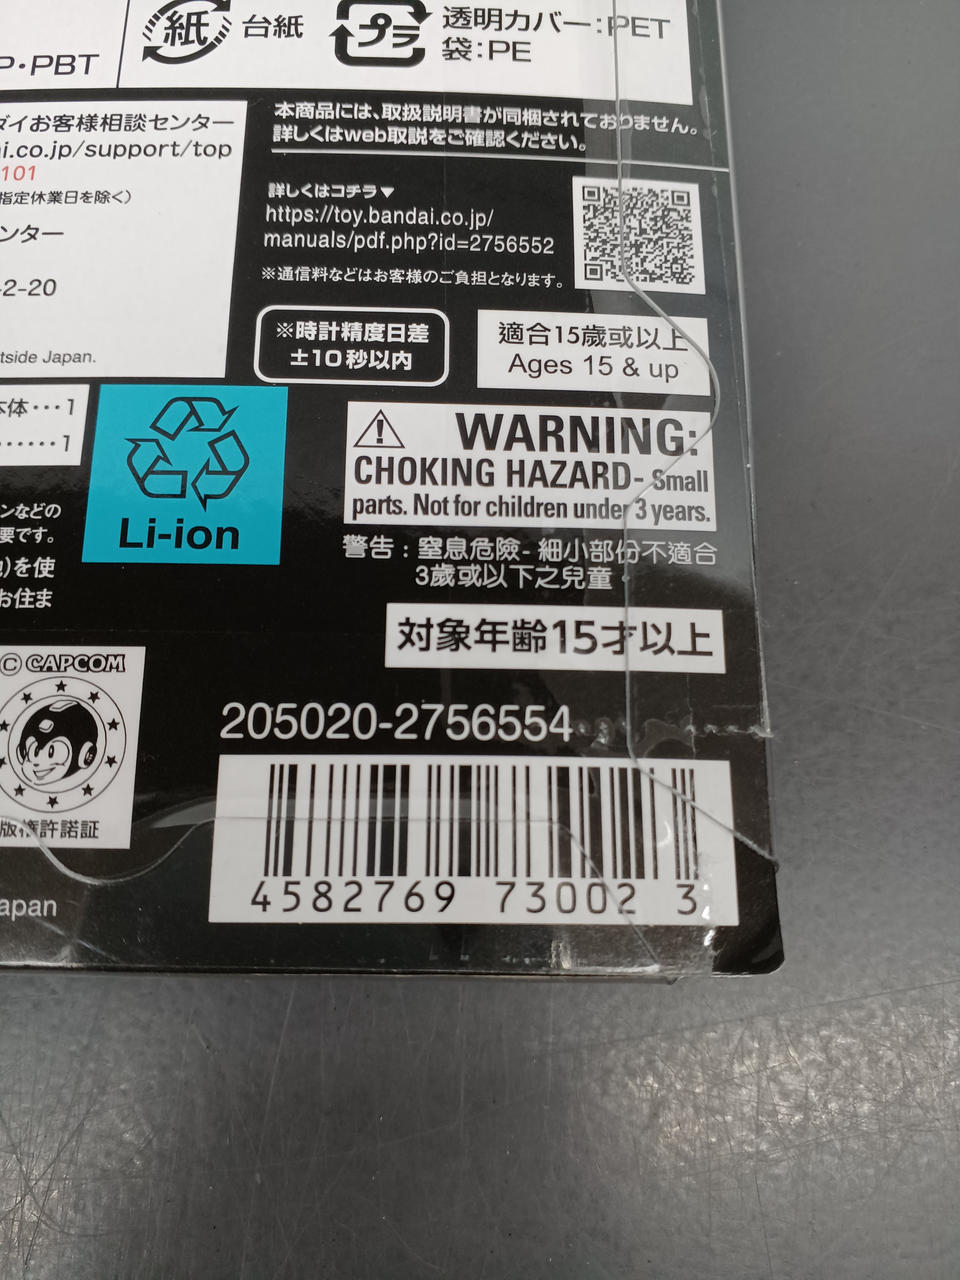 紙 台紙
プラ 透明カバー:PET
袋:PE
P・PBT
ダイお客様相談センター
i.co.jp/support/top
101
指定休業日を除く)
ンター
-2-20
tside Japan.
本商品には、取扱説明書が同梱されておりません。
詳しくはweb取説をご確認ください。
詳しくはコチラ▼
https://toy.bandai.co.jp/
manuals/pdf.php?id=2756552
※通信料などはお客様のご負担となります。
※時計精度日差
±10秒以内
適合15歲或以上
Ages 15 & up
本体・・・1
・・・・・・1
Li-ion
WARNING:
CHOKING HAZARD- Small
parts. Not for children under 3 years.
警告：窒息危險- 細小部份不適合
3歲或以下之兒童。
ンなどの
要です。
)を使
お住ま
対象年齢15才以上
© CAPCOM
版権許諾証
205020-2756554
4582769 73002 3
apan